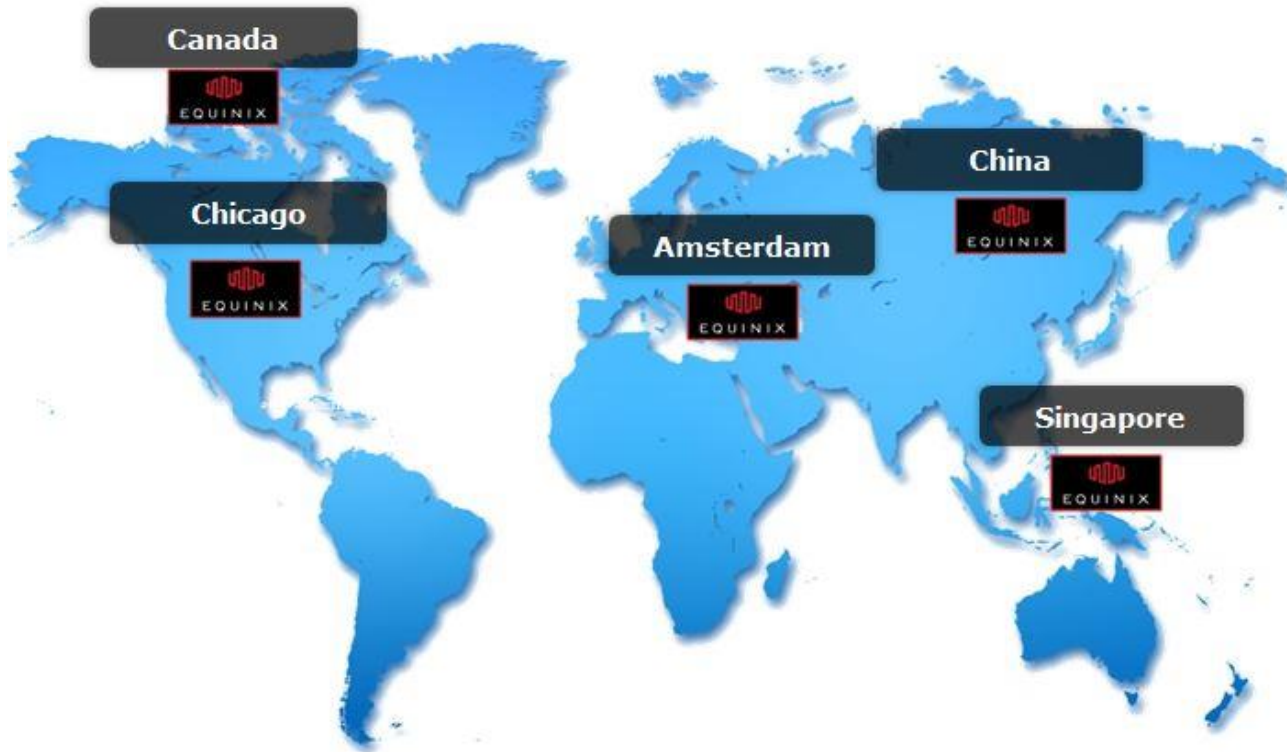 Canada
EQUINIX
Chicago
EQUINIX
Amsterdam
EQUINIX
China
EQUINIX
Singapore
EQUINIX